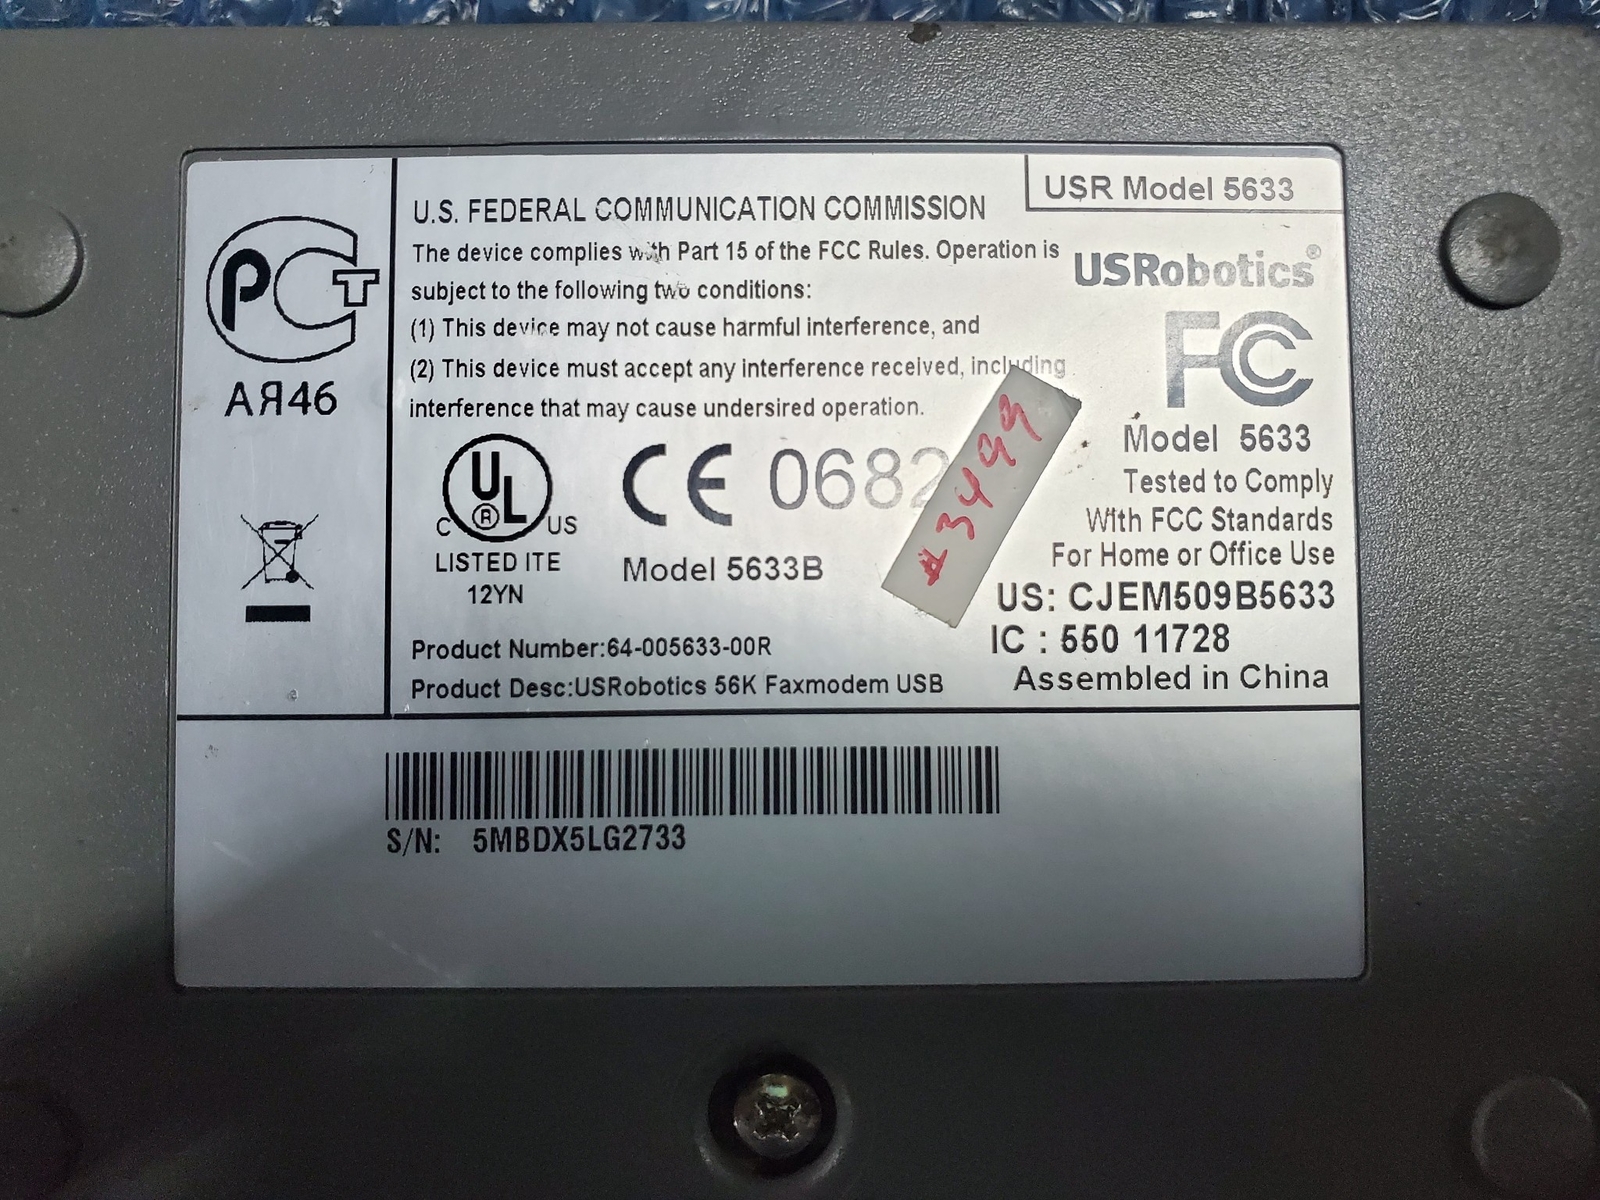 РСТ
АЯ46
U.S. FEDERAL COMMUNICATION COMMISSION
The device complies with Part 15 of the FCC Rules. Operation is
subject to the following two conditions:
(1) This device may not cause harmful interference, and
(2) This device must accept any interference received, including
interference that may cause undersired operation.
C UL ® US
LISTED ITE
12YN
CE 0682
Model 5633B
3499
Product Number:64-005633-00R
Product Desc:USRobotics 56K Faxmodem USB
USR Model 5633
USRobotics®
FC
Model 5633
Tested to Comply
With FCC Standards
For Home or Office Use
US: CJEM509B5633
IC : 550 11728
Assembled in China
S/N: 5MBDX5LG2733